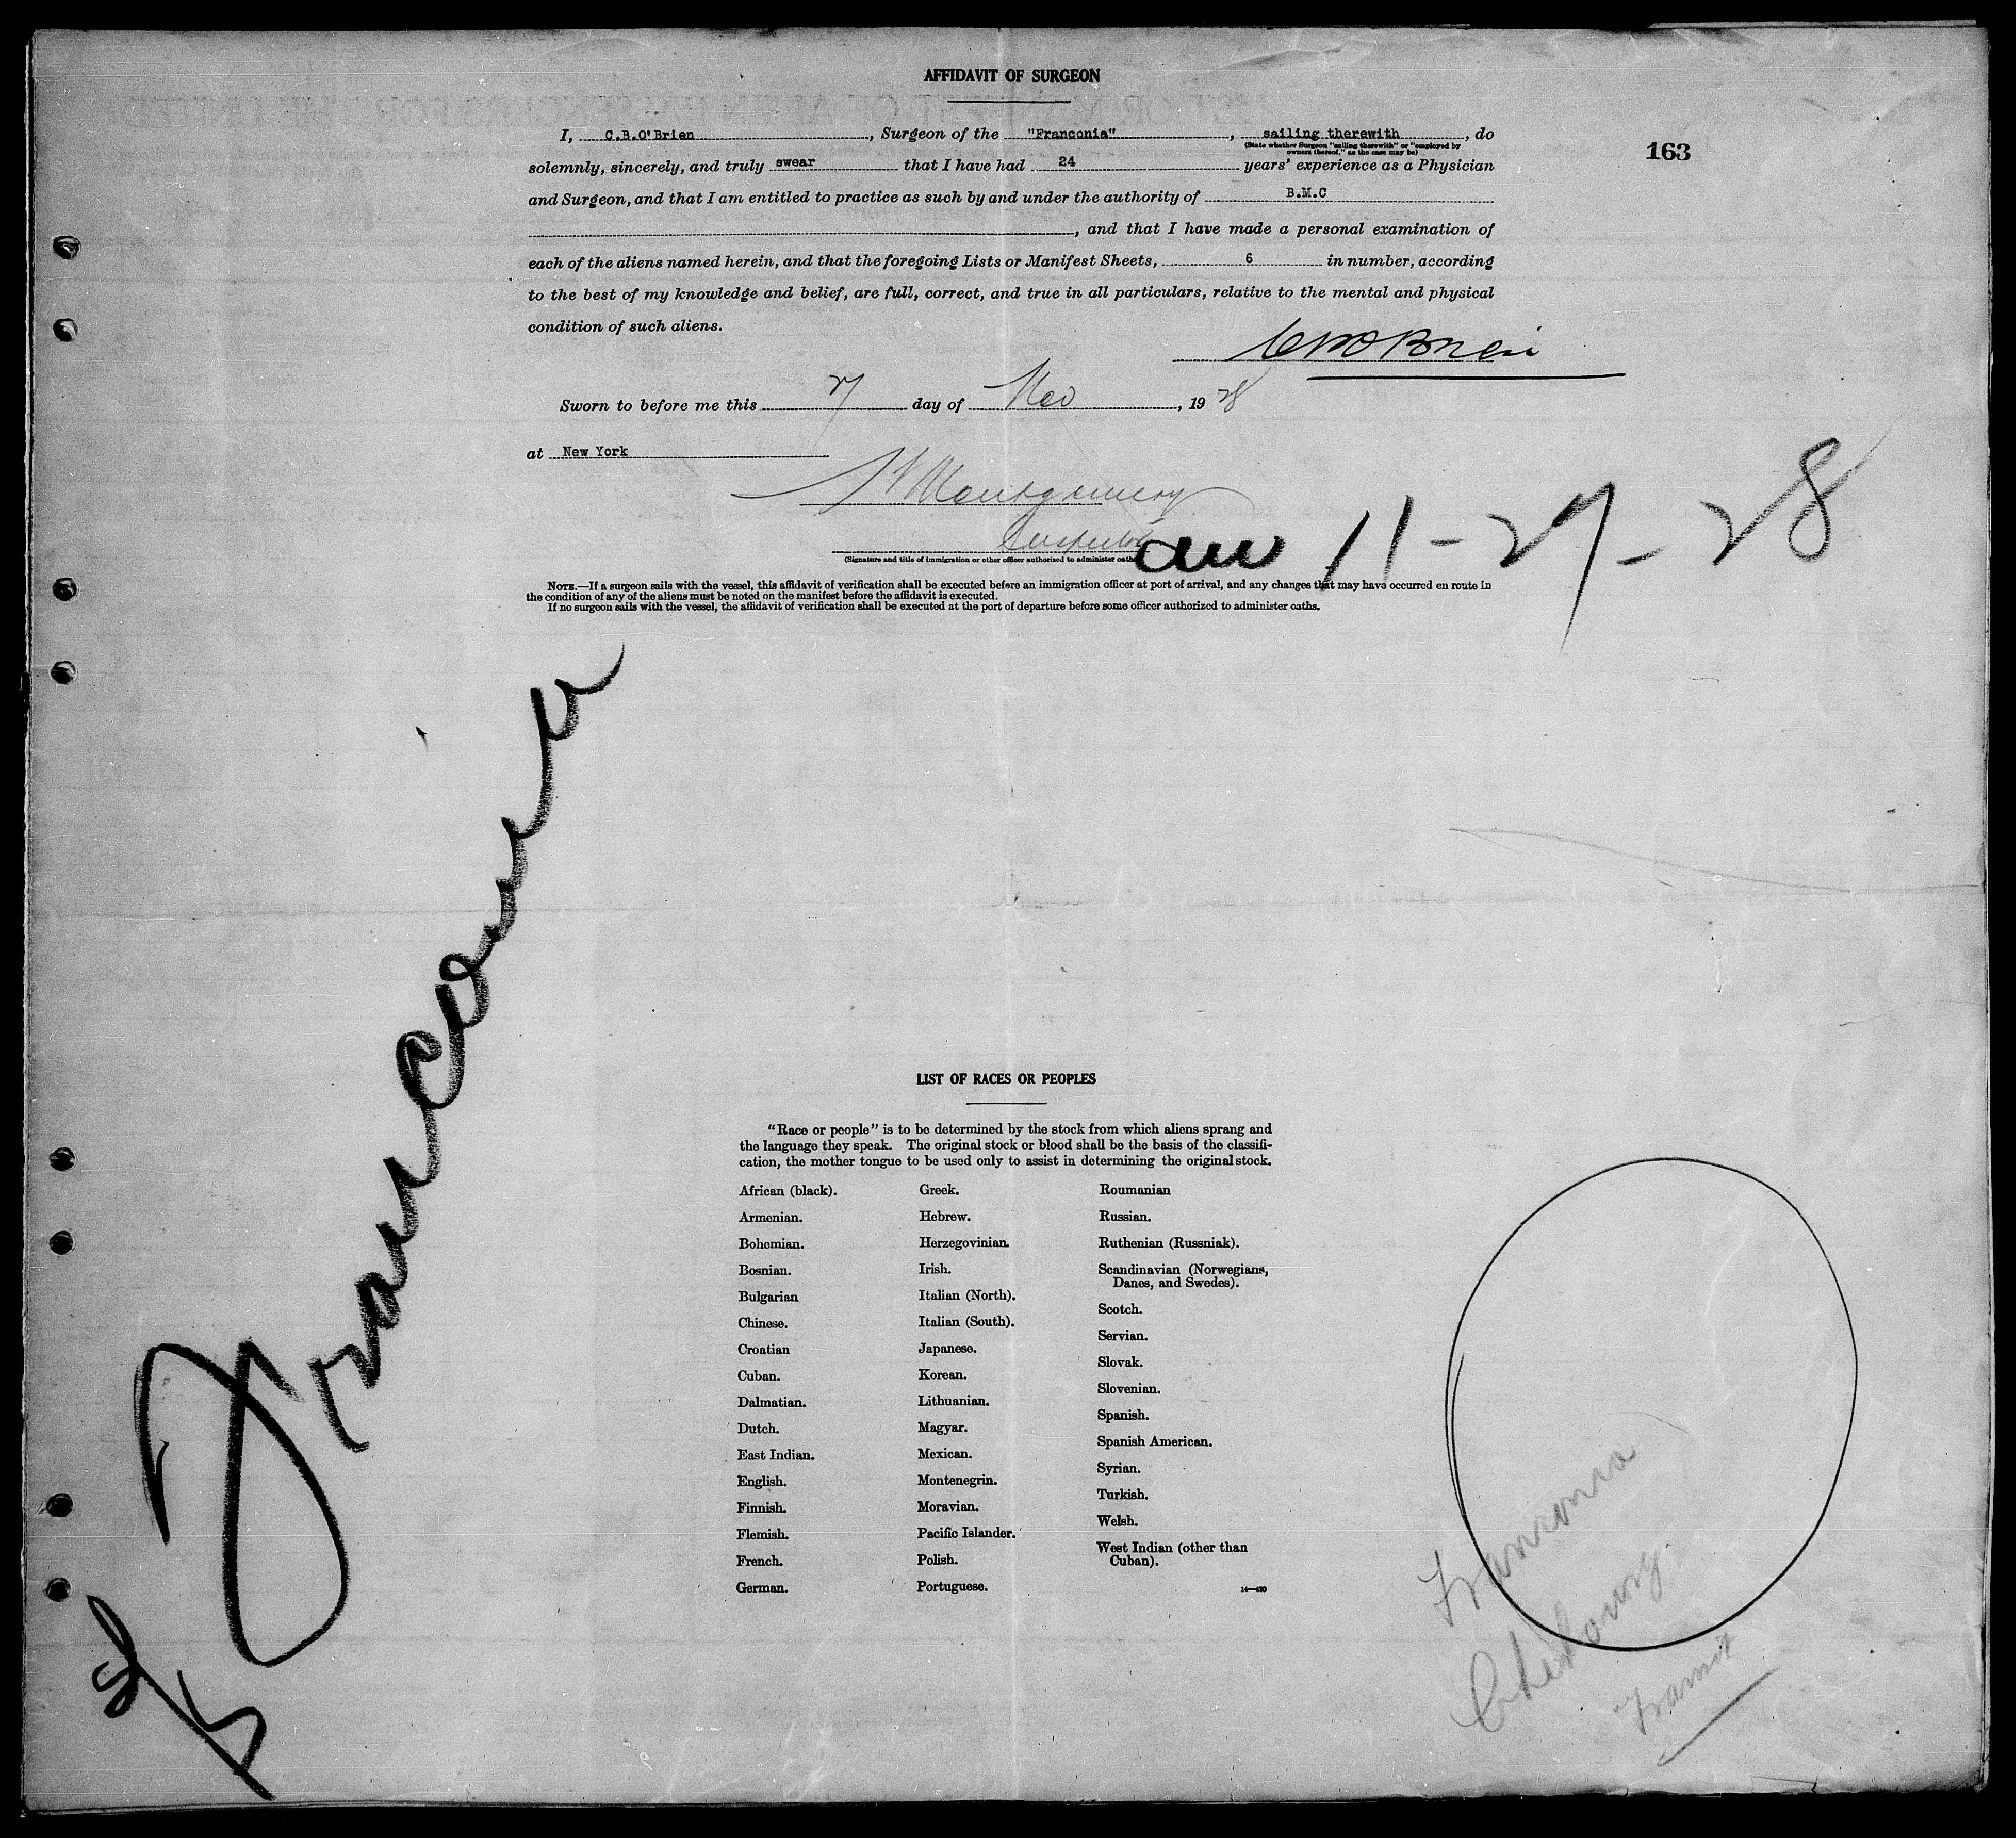 AFFIDAVIT OF SURGEON
163
I, C.B.O'Brien, Surgeon of the "Franconia", sailing therewith, do
(State whether Surgeon "sailing therewith" or "employed by
owners thereof," as the case may be)
solemnly, sincerely, and truly swear that I have had 24 years' experience as a Physician
and Surgeon, and that I am entitled to practice as such by and under the authority of B.M.C
, and that I have made a personal examination of
each of the aliens named herein, and that the foregoing Lists or Manifest Sheets, 6 in number, according
to the best of my knowledge and belief, are full, correct, and true in all particulars, relative to the mental and physical
condition of such aliens.
CBO'Brien
Sworn to before me this 27 day of Nov, 1928
at New York
Montgomery
Inspector
(Signature and title of immigration or other officer authorized to administer oaths
11-27-28
NOTE.—If a surgeon sails with the vessel, this affidavit of verification shall be executed before an immigration officer at port of arrival, and any changes that may have occurred en route in
the condition of any of the aliens must be noted on the manifest before the affidavit is executed.
If no surgeon sails with the vessel, the affidavit of verification shall be executed at the port of departure before some officer authorized to administer oaths.
Franconia
LIST OF RACES OR PEOPLES
"Race or people" is to be determined by the stock from which aliens sprang and
the language they speak. The original stock or blood shall be the basis of the classifi-
cation, the mother tongue to be used only to assist in determining the original stock.
African (black).
Armenian.
Bohemian.
Bosnian.
Bulgarian
Chinese.
Croatian
Cuban.
Dalmatian.
Dutch.
East Indian.
English.
Finnish.
Flemish.
French.
German.
Greek.
Hebrew.
Herzegovinian.
Irish.
Italian (North).
Italian (South).
Japanese.
Korean.
Lithuanian.
Magyar.
Mexican.
Montenegrin.
Moravian.
Pacific Islander.
Polish.
Portuguese.
Roumanian
Russian.
Ruthenian (Russniak).
Scandinavian (Norwegians,
Danes, and Swedes).
Scotch.
Servian.
Slovak.
Slovenian.
Spanish.
Spanish American.
Syrian.
Turkish.
Welsh.
West Indian (other than
Cuban).
14—430
Franconia
Cherbourg
Transit